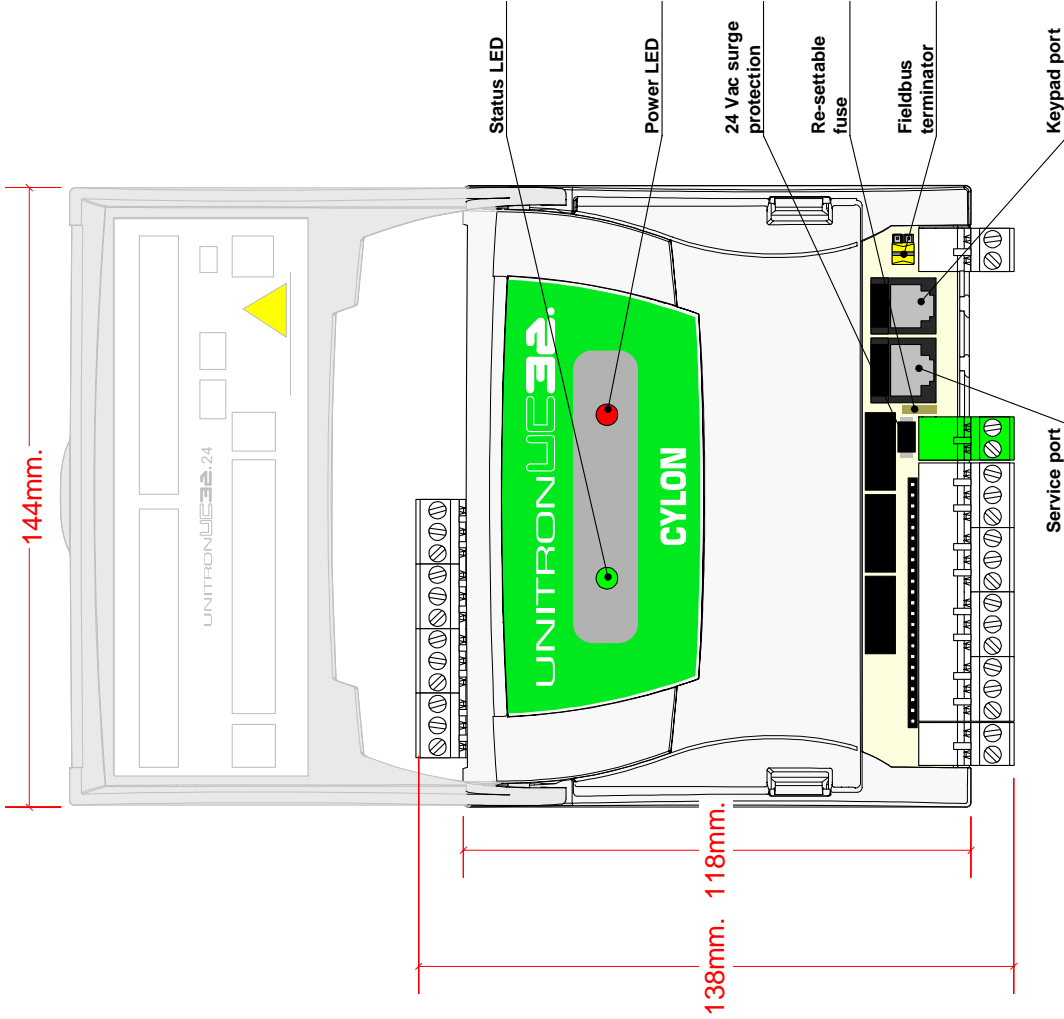 144mm.
UNITRON UC32.24
Status LED
Power LED
24 Vac surge
protection
Re-settable
fuse
Fieldbus
terminator
Keypad port
Service port
UNITRON UC32.
CYLON
118mm.
138mm.